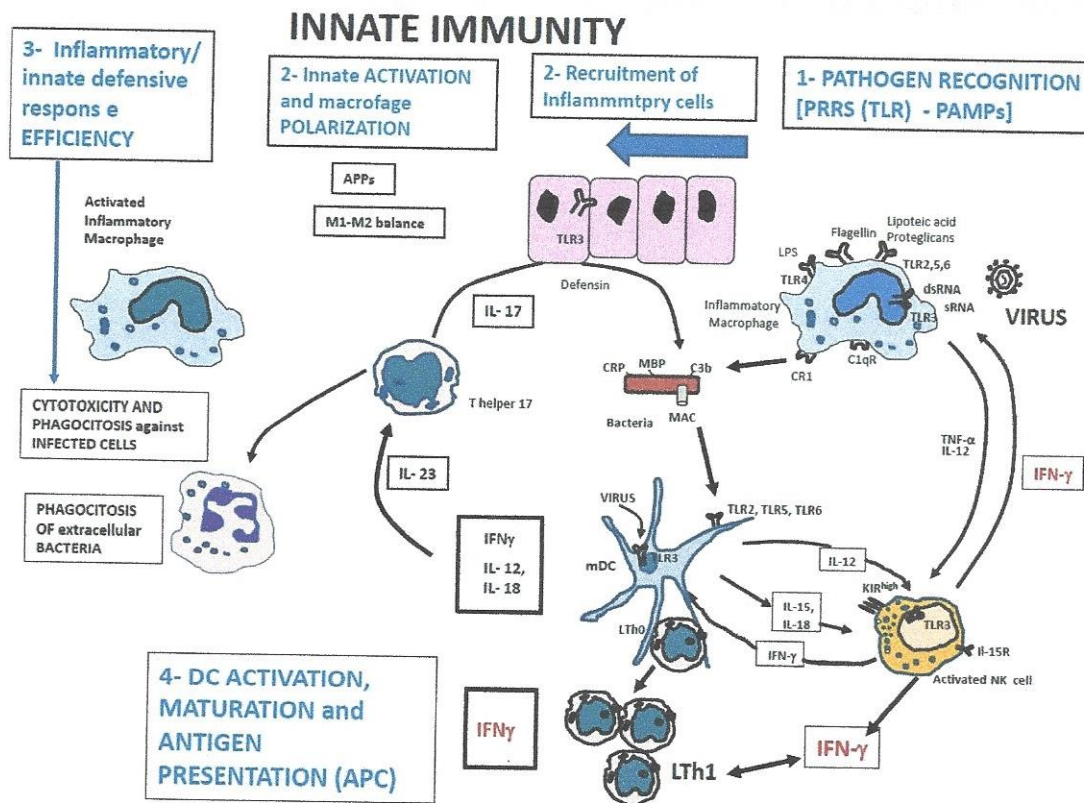 INNATE IMMUNITY
3- Inflammatory/
innate defensive
respons e
EFFICIENCY
2- Innate ACTIVATION
and macrofage
POLARIZATION
2- Recruitment of
Inflammmtpry cells
1- PATHOGEN RECOGNITION
[PRRS (TLR) - PAMPs]
APPs
M1-M2 balance
Activated
Inflammatory
Macrophage
TLR3
Defensin
LPS
Flagellin
Lipoteic acid
Proteglicans
TLR4
TLR2,5,6
dsRNA
sRNA
TLR3
VIRUS
Inflammatory
Macrophage
C1qR
CR1
IL- 17
CRP
MBP
C3b
MAC
Bacteria
T helper 17
CYTOTOXICITY AND
PHAGOCITOSIS against
INFECTED CELLS
TNF-α
IL-12
IFN-γ
IL- 23
PHAGOCITOSIS
OF extracellular
BACTERIA
VIRUS
TLR2, TLR5, TLR6
TLR3
mDC
IFNγ
IL- 12,
IL- 18
IL-12
KIRhigh
IL-15,
IL-18
TLR3
LTh0
IFN-γ
Il-15R
Activated NK cell
4- DC ACTIVATION,
MATURATION and
ANTIGEN
PRESENTATION (APC)
IFNγ
IFN-γ
LTh1